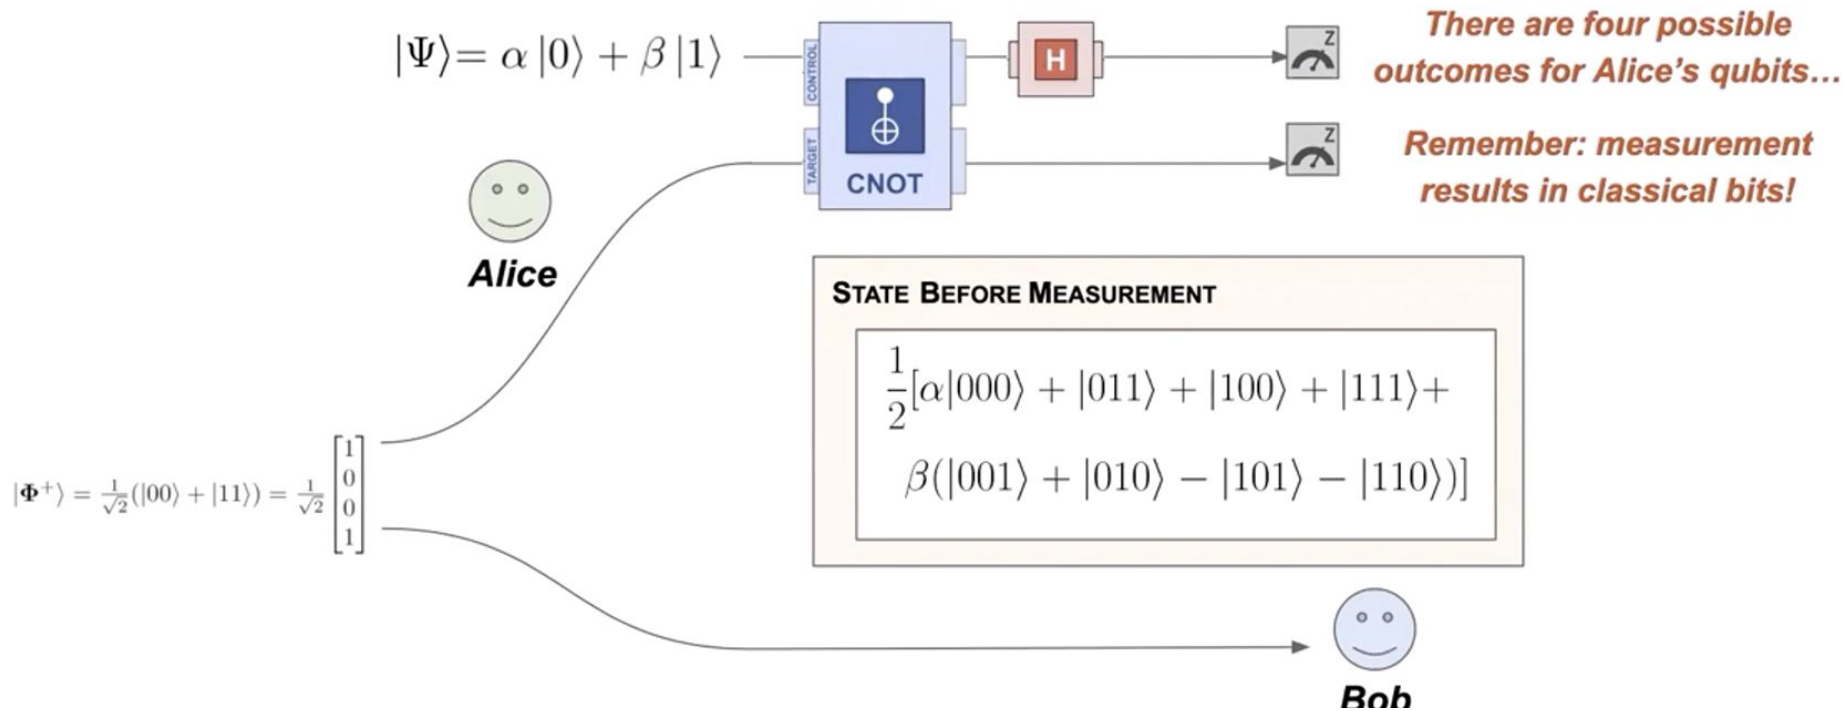 |Ψ⟩= α |0⟩ + β |1⟩
CONTROL
TARGET
CNOT
H
Z
Z
There are four possible
outcomes for Alice's qubits...
Remember: measurement
results in classical bits!
Alice
STATE BEFORE MEASUREMENT
1/2[α|000⟩ + |011⟩ + |100⟩ + |111⟩+
β(|001⟩ + |010⟩ − |101⟩ − |110⟩)]
|Φ⁺⟩ = 1/√2(|00⟩ + |11⟩) = 1/√2 [1 0 0 1]
Bob